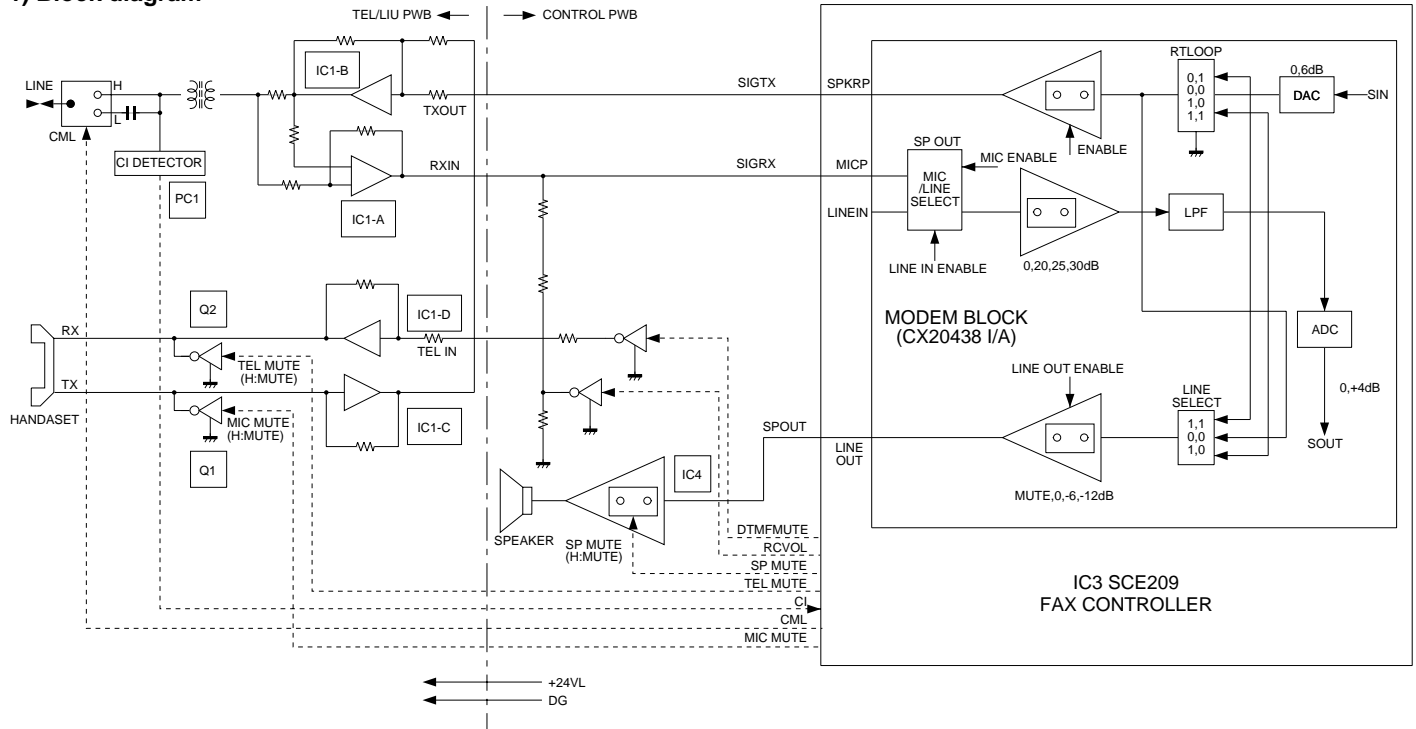 TEL/LIU PWB
CONTROL PWB
LINE
H
L
CML
CI DETECTOR
PC1
IC1-B
TXOUT
RXIN
IC1-A
SIGTX
SPKRP
SIGRX
MICP
LINEIN
SP OUT
MIC
/LINE
SELECT
MIC ENABLE
LINE IN ENABLE
ENABLE
RTLOOP
0,1
0,0
1,0
1,1
0,6dB
DAC
SIN
0,20,25,30dB
LPF
ADC
0,+4dB
SOUT
MODEM BLOCK
(CX20438 I/A)
LINE OUT ENABLE
LINE
SELECT
1,1
0,0
1,0
MUTE,0,-6,-12dB
Q2
RX
TEL MUTE
(H:MUTE)
IC1-D
TEL IN
TX
HANDASET
MIC MUTE
(H:MUTE)
Q1
IC1-C
SPOUT
LINE
OUT
IC4
SPEAKER
SP MUTE
(H:MUTE)
DTMFMUTE
RCVOL
SP MUTE
TEL MUTE
CI
CML
MIC MUTE
IC3 SCE209
FAX CONTROLLER
+24VL
DG